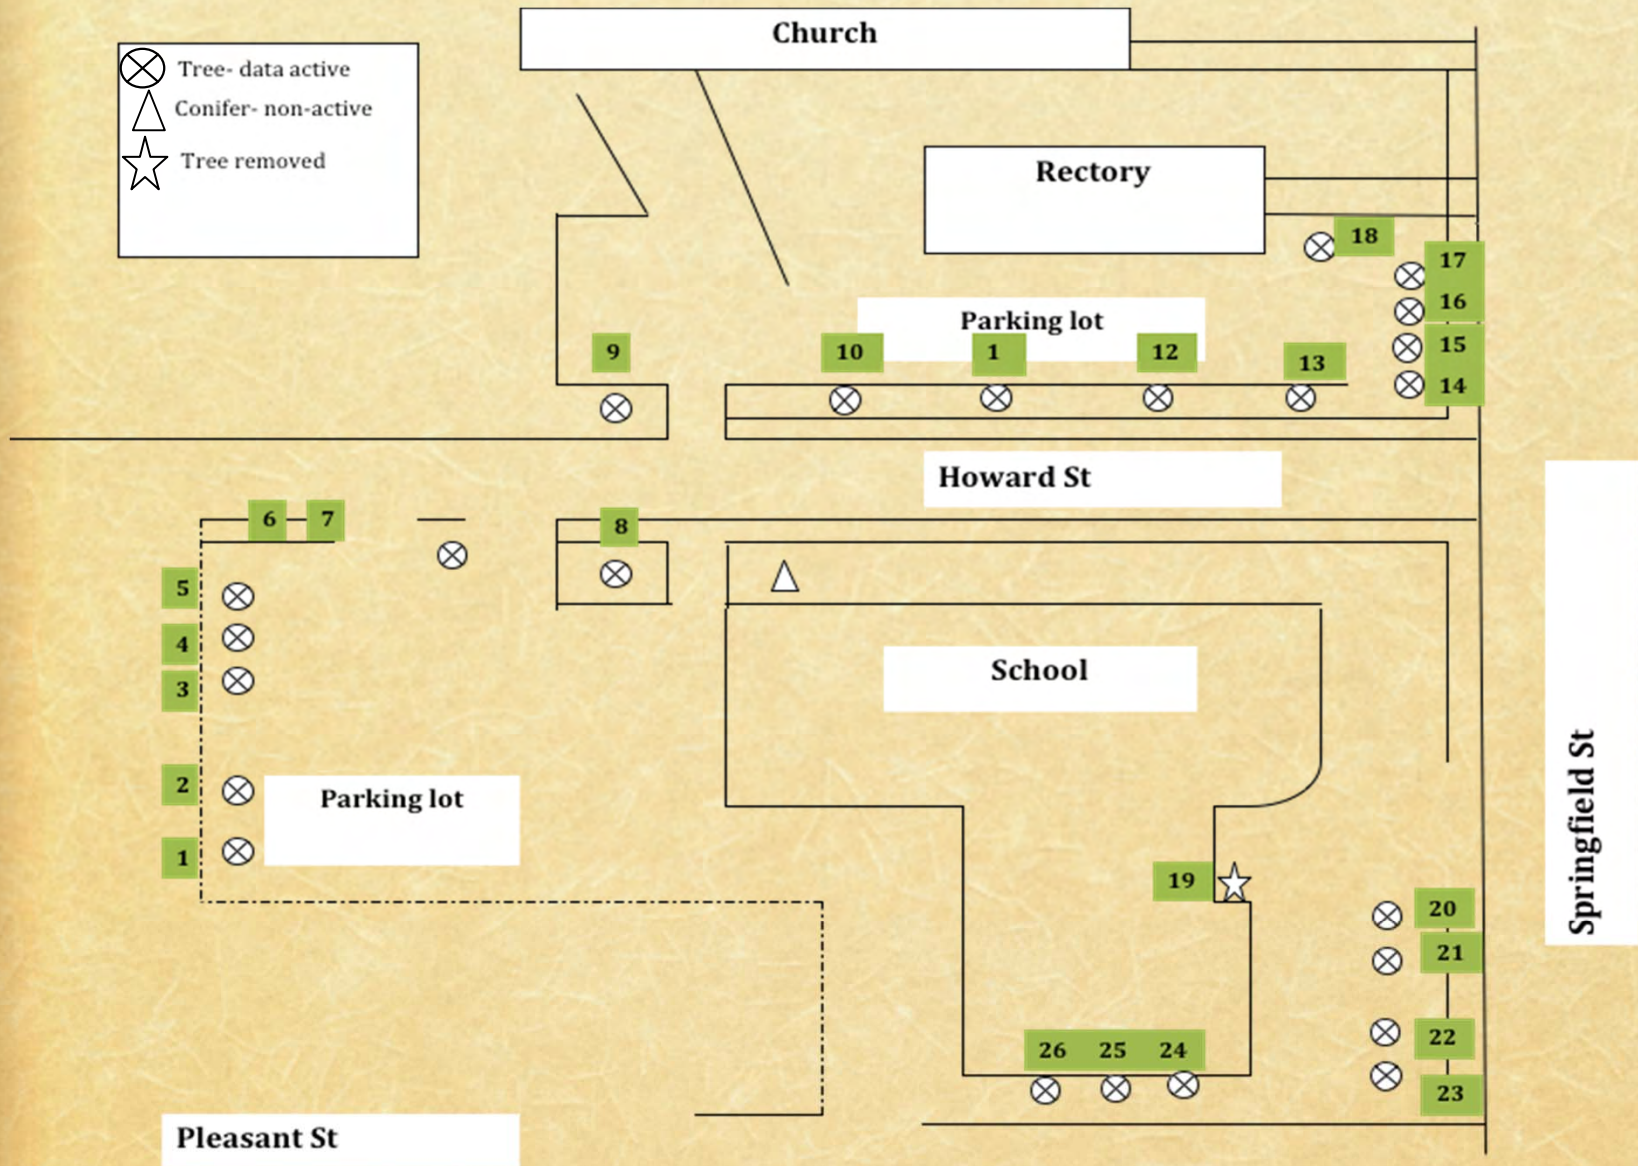 Church
Tree- data active
Conifer- non-active
Tree removed
Rectory
18
17
16
15
14
Parking lot
9
10
1
12
13
Howard St
6
7
8
5
4
3
2
1
School
Parking lot
Springfield St
19
20
21
22
23
26
25
24
Pleasant St